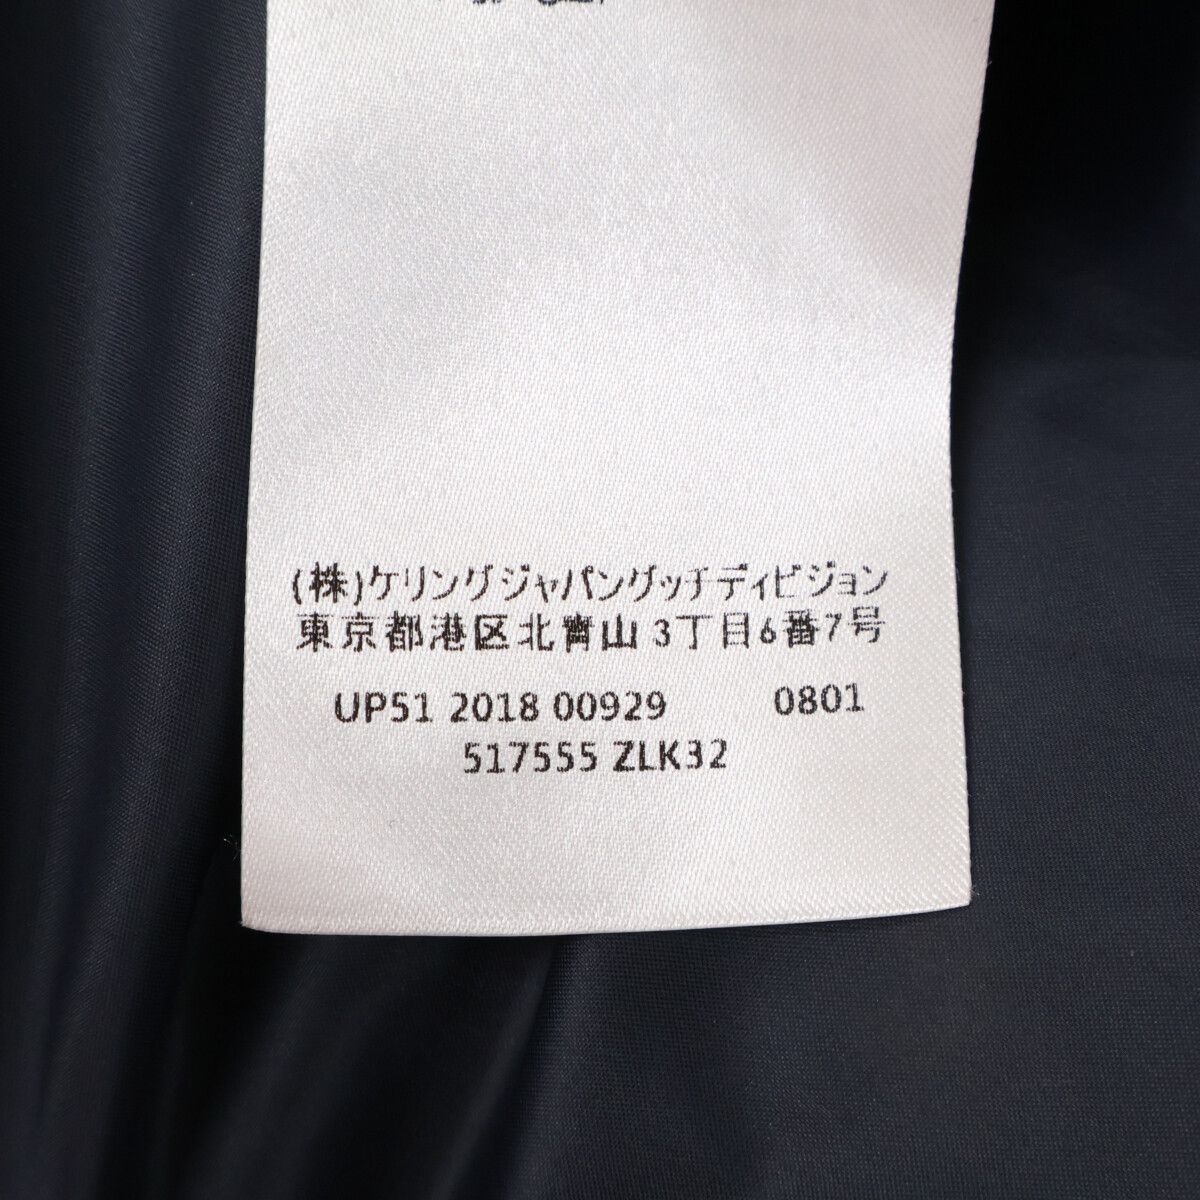 (株)ケリングジャパングッチディビジョン
東京都港区北青山3丁目6番7号
UP51 2018 00929 0801
517555 ZLK32